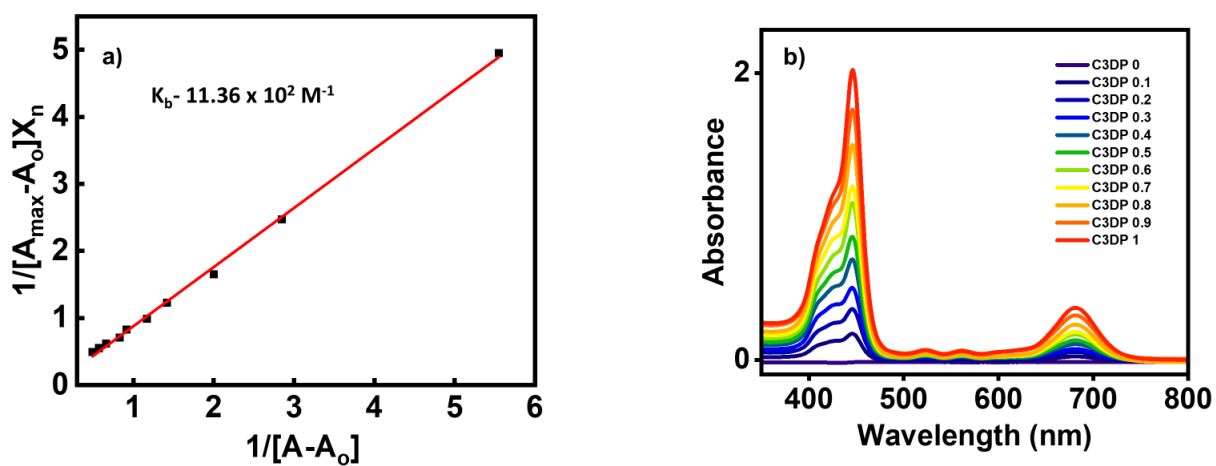 a)
K_b- 11.36 x 10² M⁻¹
1/[A_max-A_o]X_n
5
4
3
2
1
0
1 2 3 4 5 6
1/[A-A_o]
b)
C3DP 0
C3DP 0.1
C3DP 0.2
C3DP 0.3
C3DP 0.4
C3DP 0.5
C3DP 0.6
C3DP 0.7
C3DP 0.8
C3DP 0.9
C3DP 1
Absorbance
2
0
400 500 600 700 800
Wavelength (nm)